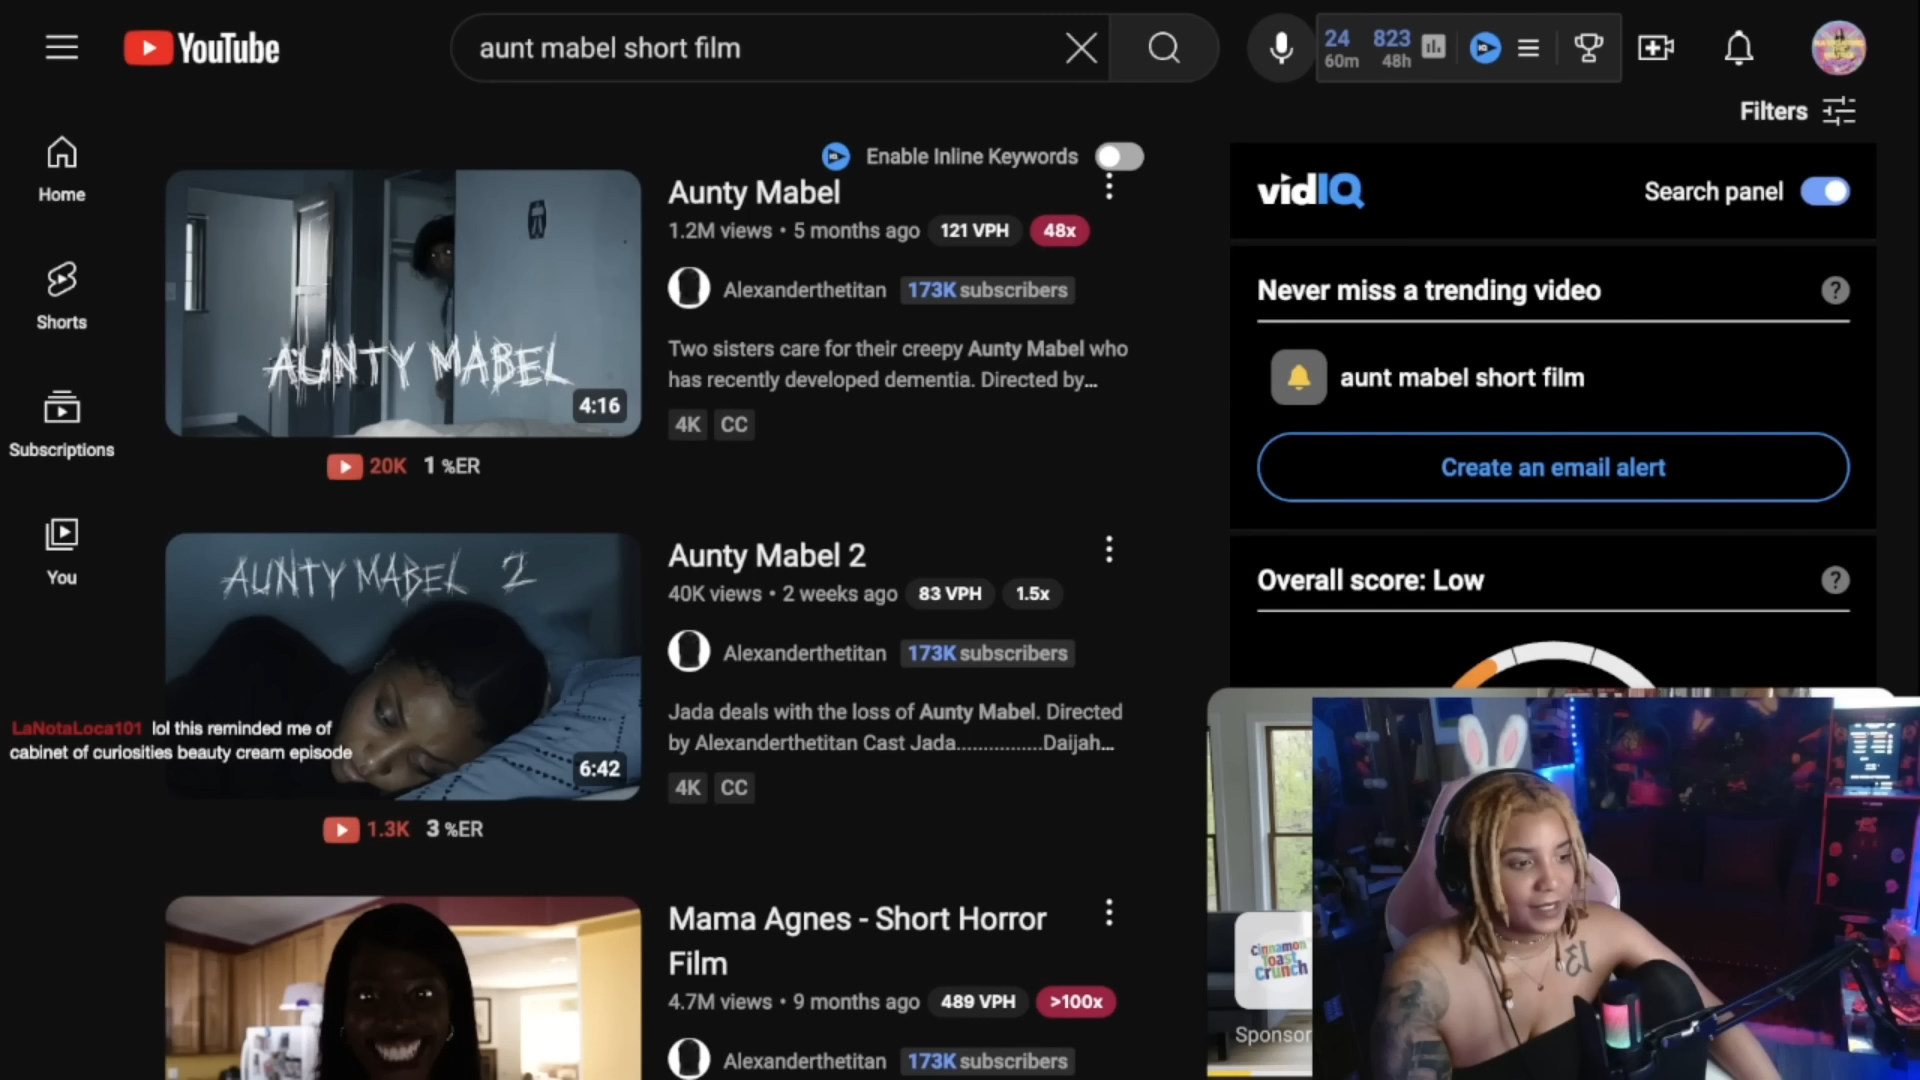 YouTube
aunt mabel short film
24
60m
823
48h
Filters
Home
Shorts
Subscriptions
You
Enable Inline Keywords
AUNTY MABEL
4:16
20K 1 %ER
Aunty Mabel
1.2M views • 5 months ago 121 VPH 48x
Alexanderthetitan 173K subscribers
Two sisters care for their creepy Aunty Mabel who
has recently developed dementia. Directed by...
4K CC
AUNTY MABEL 2
6:42
1.3K 3 %ER
Aunty Mabel 2
40K views • 2 weeks ago 83 VPH 1.5x
Alexanderthetitan 173K subscribers
Jada deals with the loss of Aunty Mabel. Directed
by Alexanderthetitan Cast Jada................Daijah...
4K CC
LaNotaLoca101 lol this reminded me of
cabinet of curiosities beauty cream episode
Mama Agnes - Short Horror
Film
4.7M views • 9 months ago 489 VPH >100x
Alexanderthetitan 173K subscribers
vidIQ
Search panel
Never miss a trending video ?
aunt mabel short film
Create an email alert
Overall score: Low ?
Cinnamon
Toast
Crunch
Sponsor